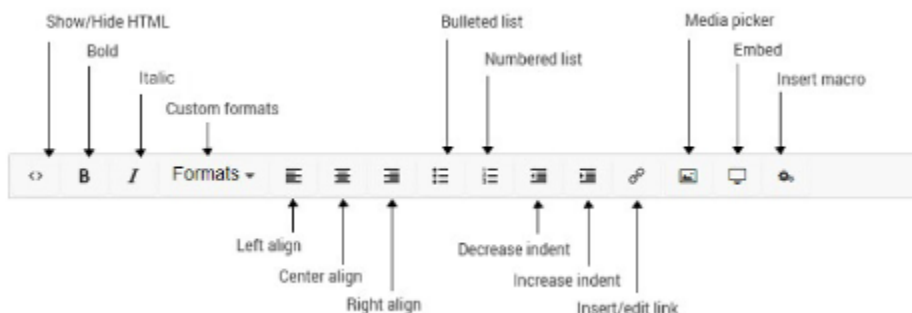 Show/Hide HTML
Bulleted list
Media picker
Bold
Numbered list
Embed
Italic
Insert macro
Custom formats
<> B I Formats
Left align
Decrease indent
Center align
Increase indent
Right align
Insert/edit link